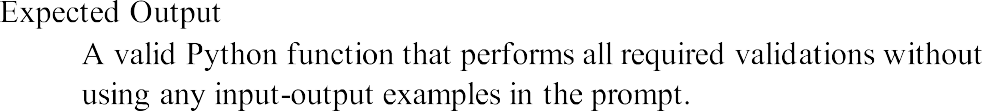 Expected Output
A valid Python function that performs all required validations without
using any input-output examples in the prompt.